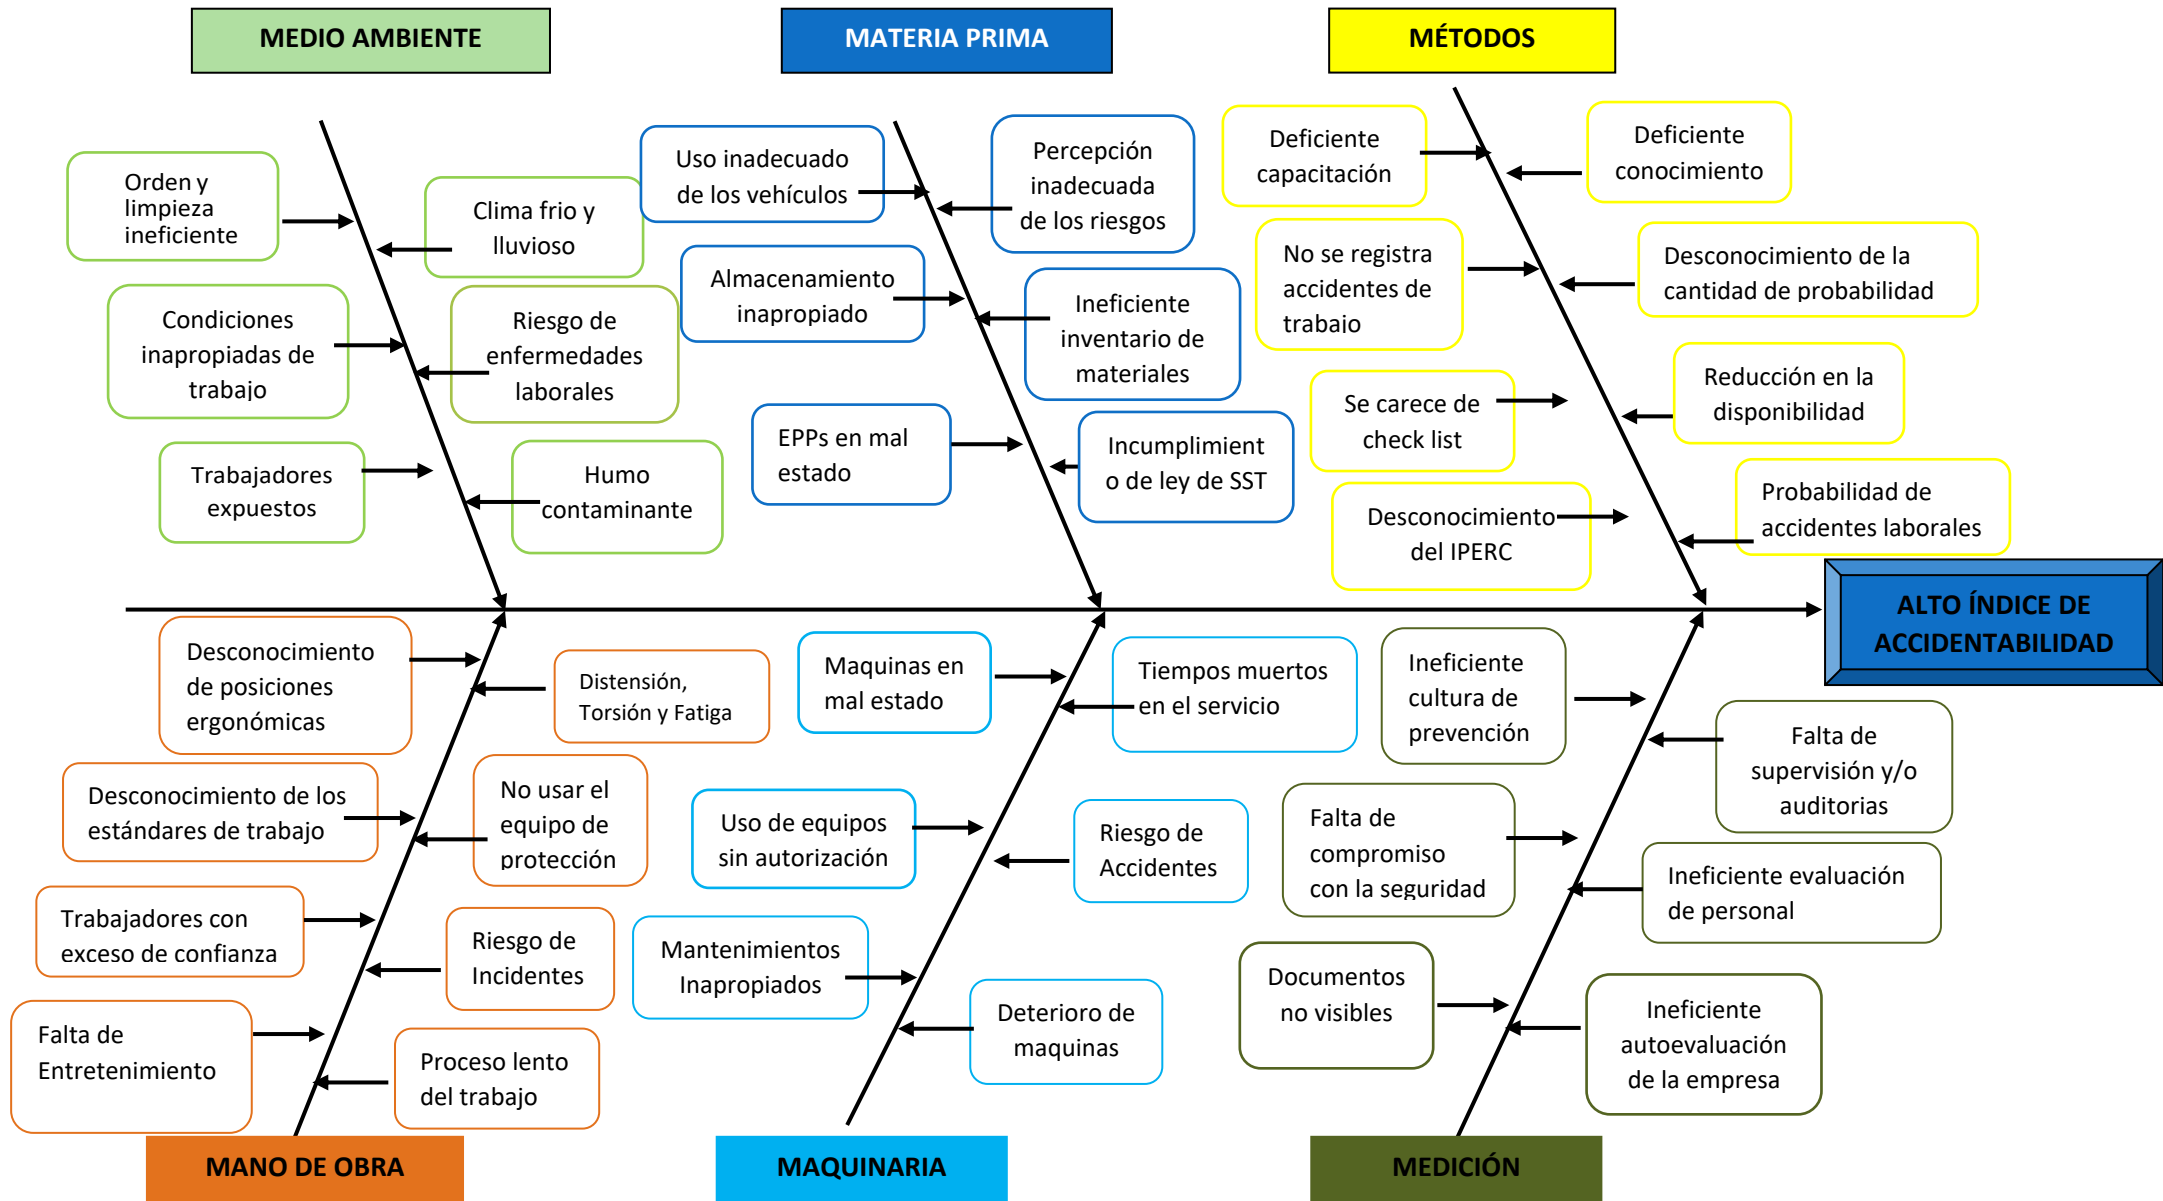 MEDIO AMBIENTE
MATERIA PRIMA
MÉTODOS
Orden y
limpieza
ineficiente
Clima frio y
lluvioso
Condiciones
inapropiadas de
trabajo
Riesgo de
enfermedades
laborales
Trabajadores
expuestos
Humo
contaminante
Uso inadecuado
de los vehículos
Percepción
inadecuada
de los riesgos
Almacenamiento
inapropiado
Ineficiente
inventario de
materiales
EPPs en mal
estado
Incumplimient
o de ley de SST
Deficiente
capacitación
Deficiente
conocimiento
No se registra
accidentes de
trabajo
Desconocimiento de la
cantidad de probabilidad
Se carece de
check list
Reducción en la
disponibilidad
Desconocimiento
del IPERC
Probabilidad de
accidentes laborales
ALTO ÍNDICE DE
ACCIDENTABILIDAD
Desconocimiento
de posiciones
ergonómicas
Distensión,
Torsión y Fatiga
Desconocimiento de los
estándares de trabajo
No usar el
equipo de
protección
Trabajadores con
exceso de confianza
Riesgo de
Incidentes
Falta de
Entretenimiento
Proceso lento
del trabajo
Maquinas en
mal estado
Tiempos muertos
en el servicio
Uso de equipos
sin autorización
Riesgo de
Accidentes
Mantenimientos
Inapropiados
Deterioro de
maquinas
Ineficiente
cultura de
prevención
Falta de
supervisión y/o
auditorias
Falta de
compromiso
con la seguridad
Ineficiente evaluación
de personal
Documentos
no visibles
Ineficiente
autoevaluación
de la empresa
MANO DE OBRA
MAQUINARIA
MEDICIÓN